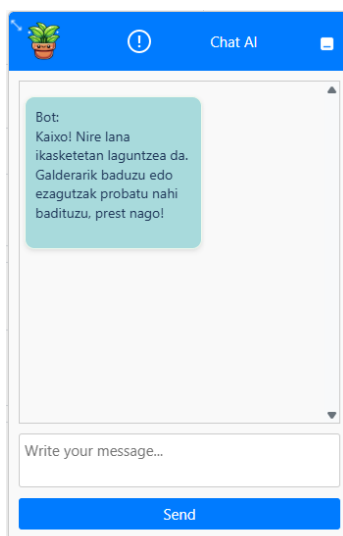 Chat AI
Bot:
Kaixo! Nire lana
ikasketetan laguntzea da.
Galderarik baduzu edo
ezagutzak probatu nahi
badituzu, prest nago!
Write your message...
Send